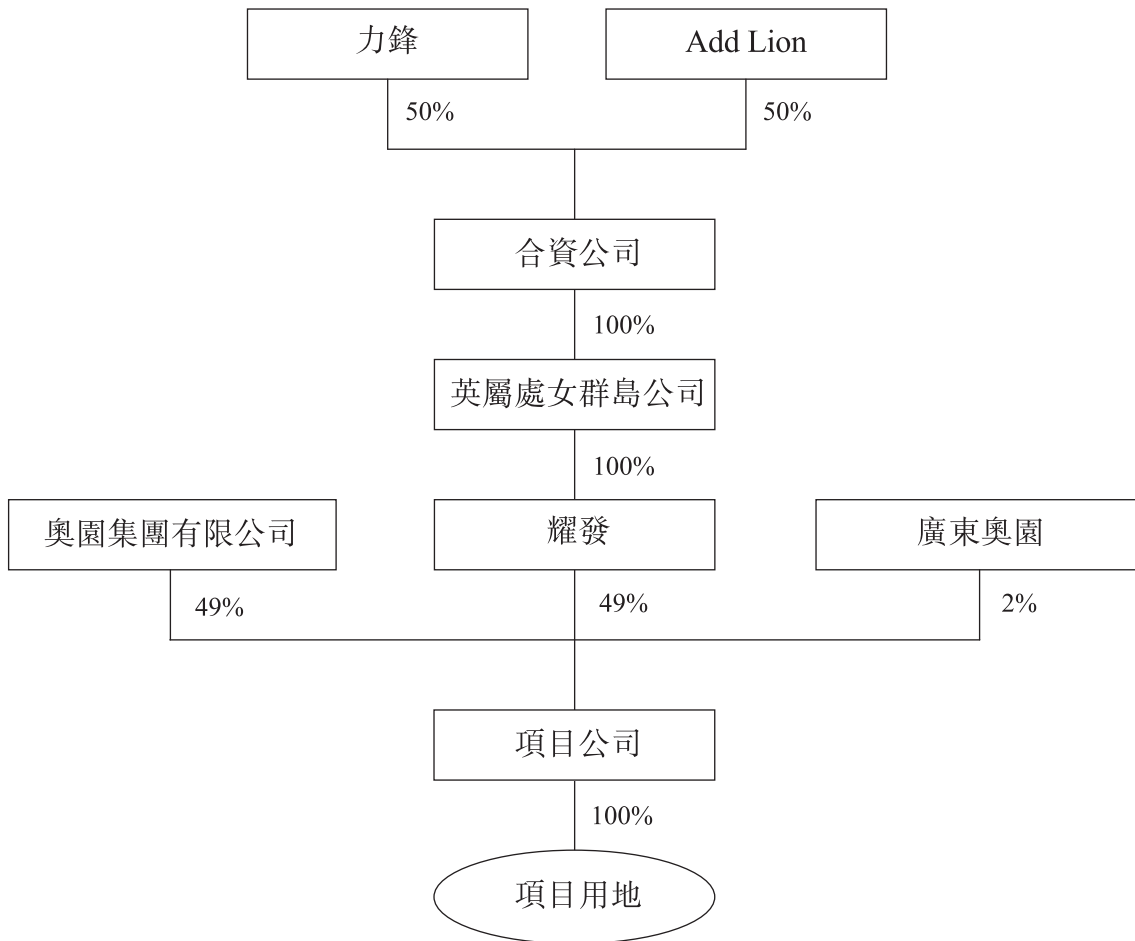 力鋒
Add Lion
50%
50%
合資公司
100%
英屬處女群島公司
100%
奧園集團有限公司
耀發
廣東奧園
49%
49%
2%
項目公司
100%
項目用地